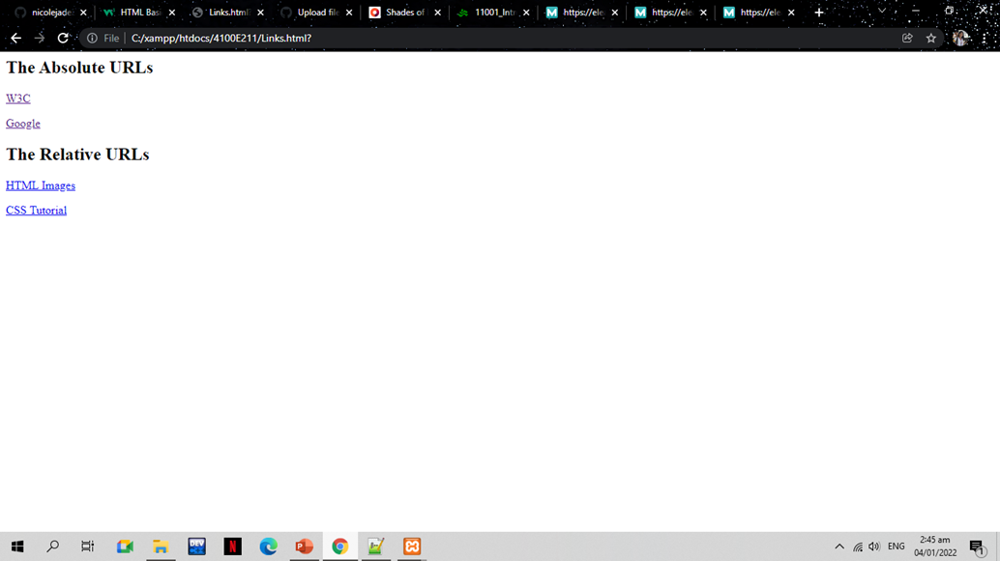 nicolejade
HTML Basi
Links.html
Upload file
Shades of
11001_Intr
https://ele
https://ele
https://ele
File | C:/xampp/htdocs/4100E211/Links.html?
The Absolute URLs
W3C
Google
The Relative URLs
HTML Images
CSS Tutorial
DEV
N
P
ENG
2:45 am
04/01/2022
1